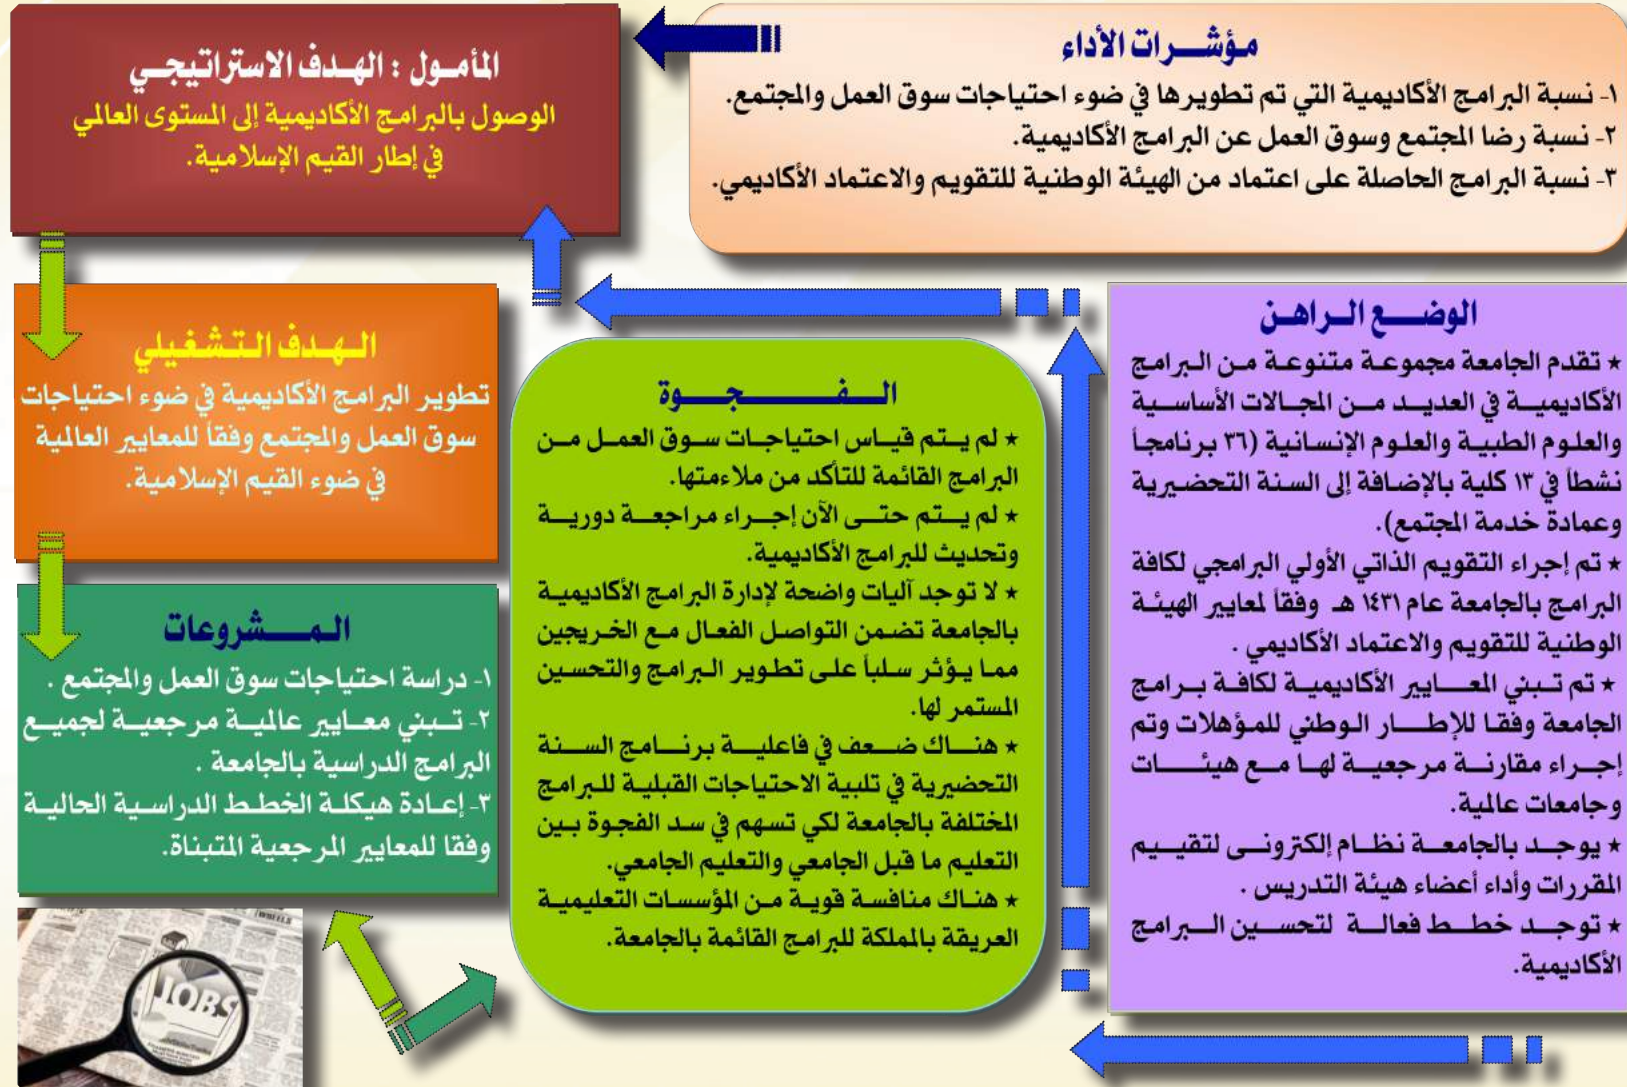 مؤشرات الأداء
١- نسبة البرامج الأكاديمية التي تم تطويرها في ضوء احتياجات سوق العمل والمجتمع.
٢- نسبة رضا المجتمع وسوق العمل عن البرامج الأكاديمية.
٣- نسبة البرامج الحاصلة على اعتماد من الهيئة الوطنية للتقويم والاعتماد الأكاديمي.
المأمول : الهدف الاستراتيجي
الوصول بالبرامج الأكاديمية إلى المستوى العالمي
في إطار القيم الإسلامية.
الوضع الراهن
* تقدم الجامعة مجموعة متنوعة من البرامج
الأكاديمية في العديد من المجالات الأساسية
والعلوم الطبية والعلوم الإنسانية (٣٦ برنامجاً
نشطاً في ١٣ كلية بالإضافة إلى السنة التحضيرية
وعمادة خدمة المجتمع).
* تم إجراء التقويم الذاتي الأولي البرامجي لكافة
البرامج بالجامعة عام ١٤٣١ هـ وفقاً لمعايير الهيئة
الوطنية للتقويم والاعتماد الأكاديمي .
* تم تبني المعايير الأكاديمية لكافة برامج
الجامعة وفقا للإطار الوطني للمؤهلات وتم
إجراء مقارنة مرجعية لها مع هيئات
وجامعات عالمية.
* يوجد بالجامعة نظام إلكترونى لتقييم
المقررات وأداء أعضاء هيئة التدريس .
* توجد خطط فعالة لتحسين البرامج
الأكاديمية.
الفجوة
* لم يتم قياس احتياجات سوق العمل من
البرامج القائمة للتأكد من ملاءمتها.
* لم يتم حتى الآن إجراء مراجعة دورية
وتحديث للبرامج الأكاديمية.
* لا توجد آليات واضحة لإدارة البرامج الأكاديمية
بالجامعة تضمن التواصل الفعال مع الخريجين
مما يؤثر سلباً على تطوير البرامج والتحسين
المستمر لها.
* هناك ضعف في فاعلية برنامج السنة
التحضيرية في تلبية الاحتياجات القبلية للبرامج
المختلفة بالجامعة لكي تسهم في سد الفجوة بين
التعليم ما قبل الجامعي والتعليم الجامعي.
* هناك منافسة قوية من المؤسسات التعليمية
العريقة بالمملكة للبرامج القائمة بالجامعة.
الهدف التشغيلي
تطوير البرامج الأكاديمية في ضوء احتياجات
سوق العمل والمجتمع وفقاً للمعايير العالمية
في ضوء القيم الإسلامية.
المشروعات
١- دراسة احتياجات سوق العمل والمجتمع .
٢- تبني معايير عالمية مرجعية لجميع
البرامج الدراسية بالجامعة .
٣- إعادة هيكلة الخطط الدراسية الحالية
وفقا للمعايير المرجعية المتبناة.
JOBS